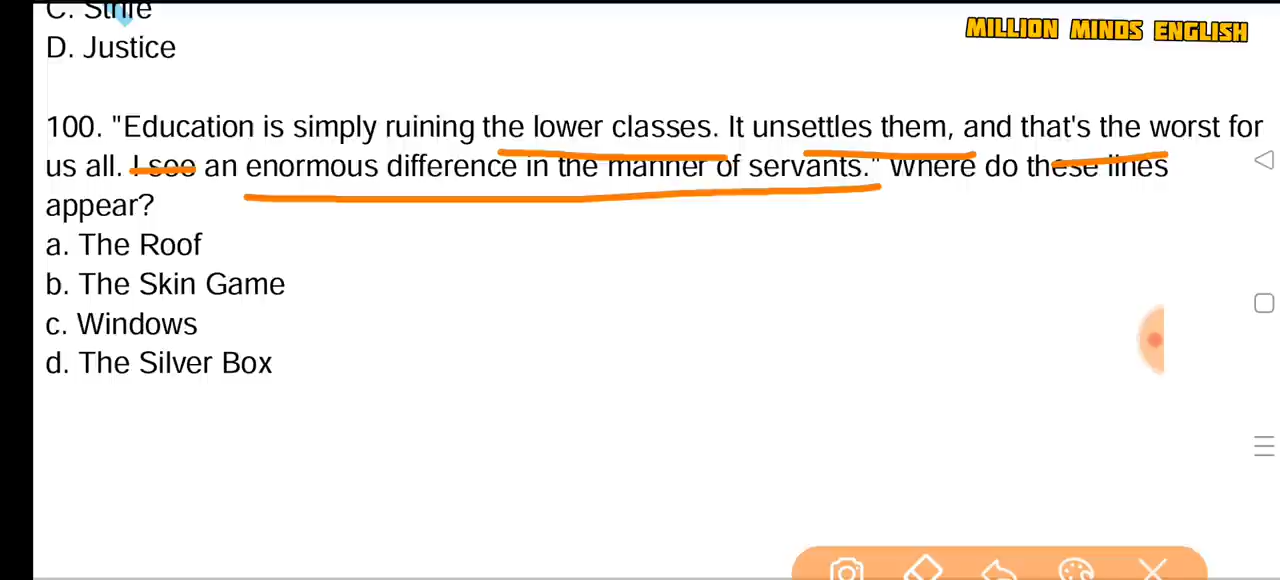 C. Strife
D. Justice
MILLION MINDS ENGLISH
100. "Education is simply ruining the lower classes. It unsettles them, and that's the worst for
us all. I see an enormous difference in the manner of servants." Where do these lines
appear?
a. The Roof
b. The Skin Game
c. Windows
d. The Silver Box